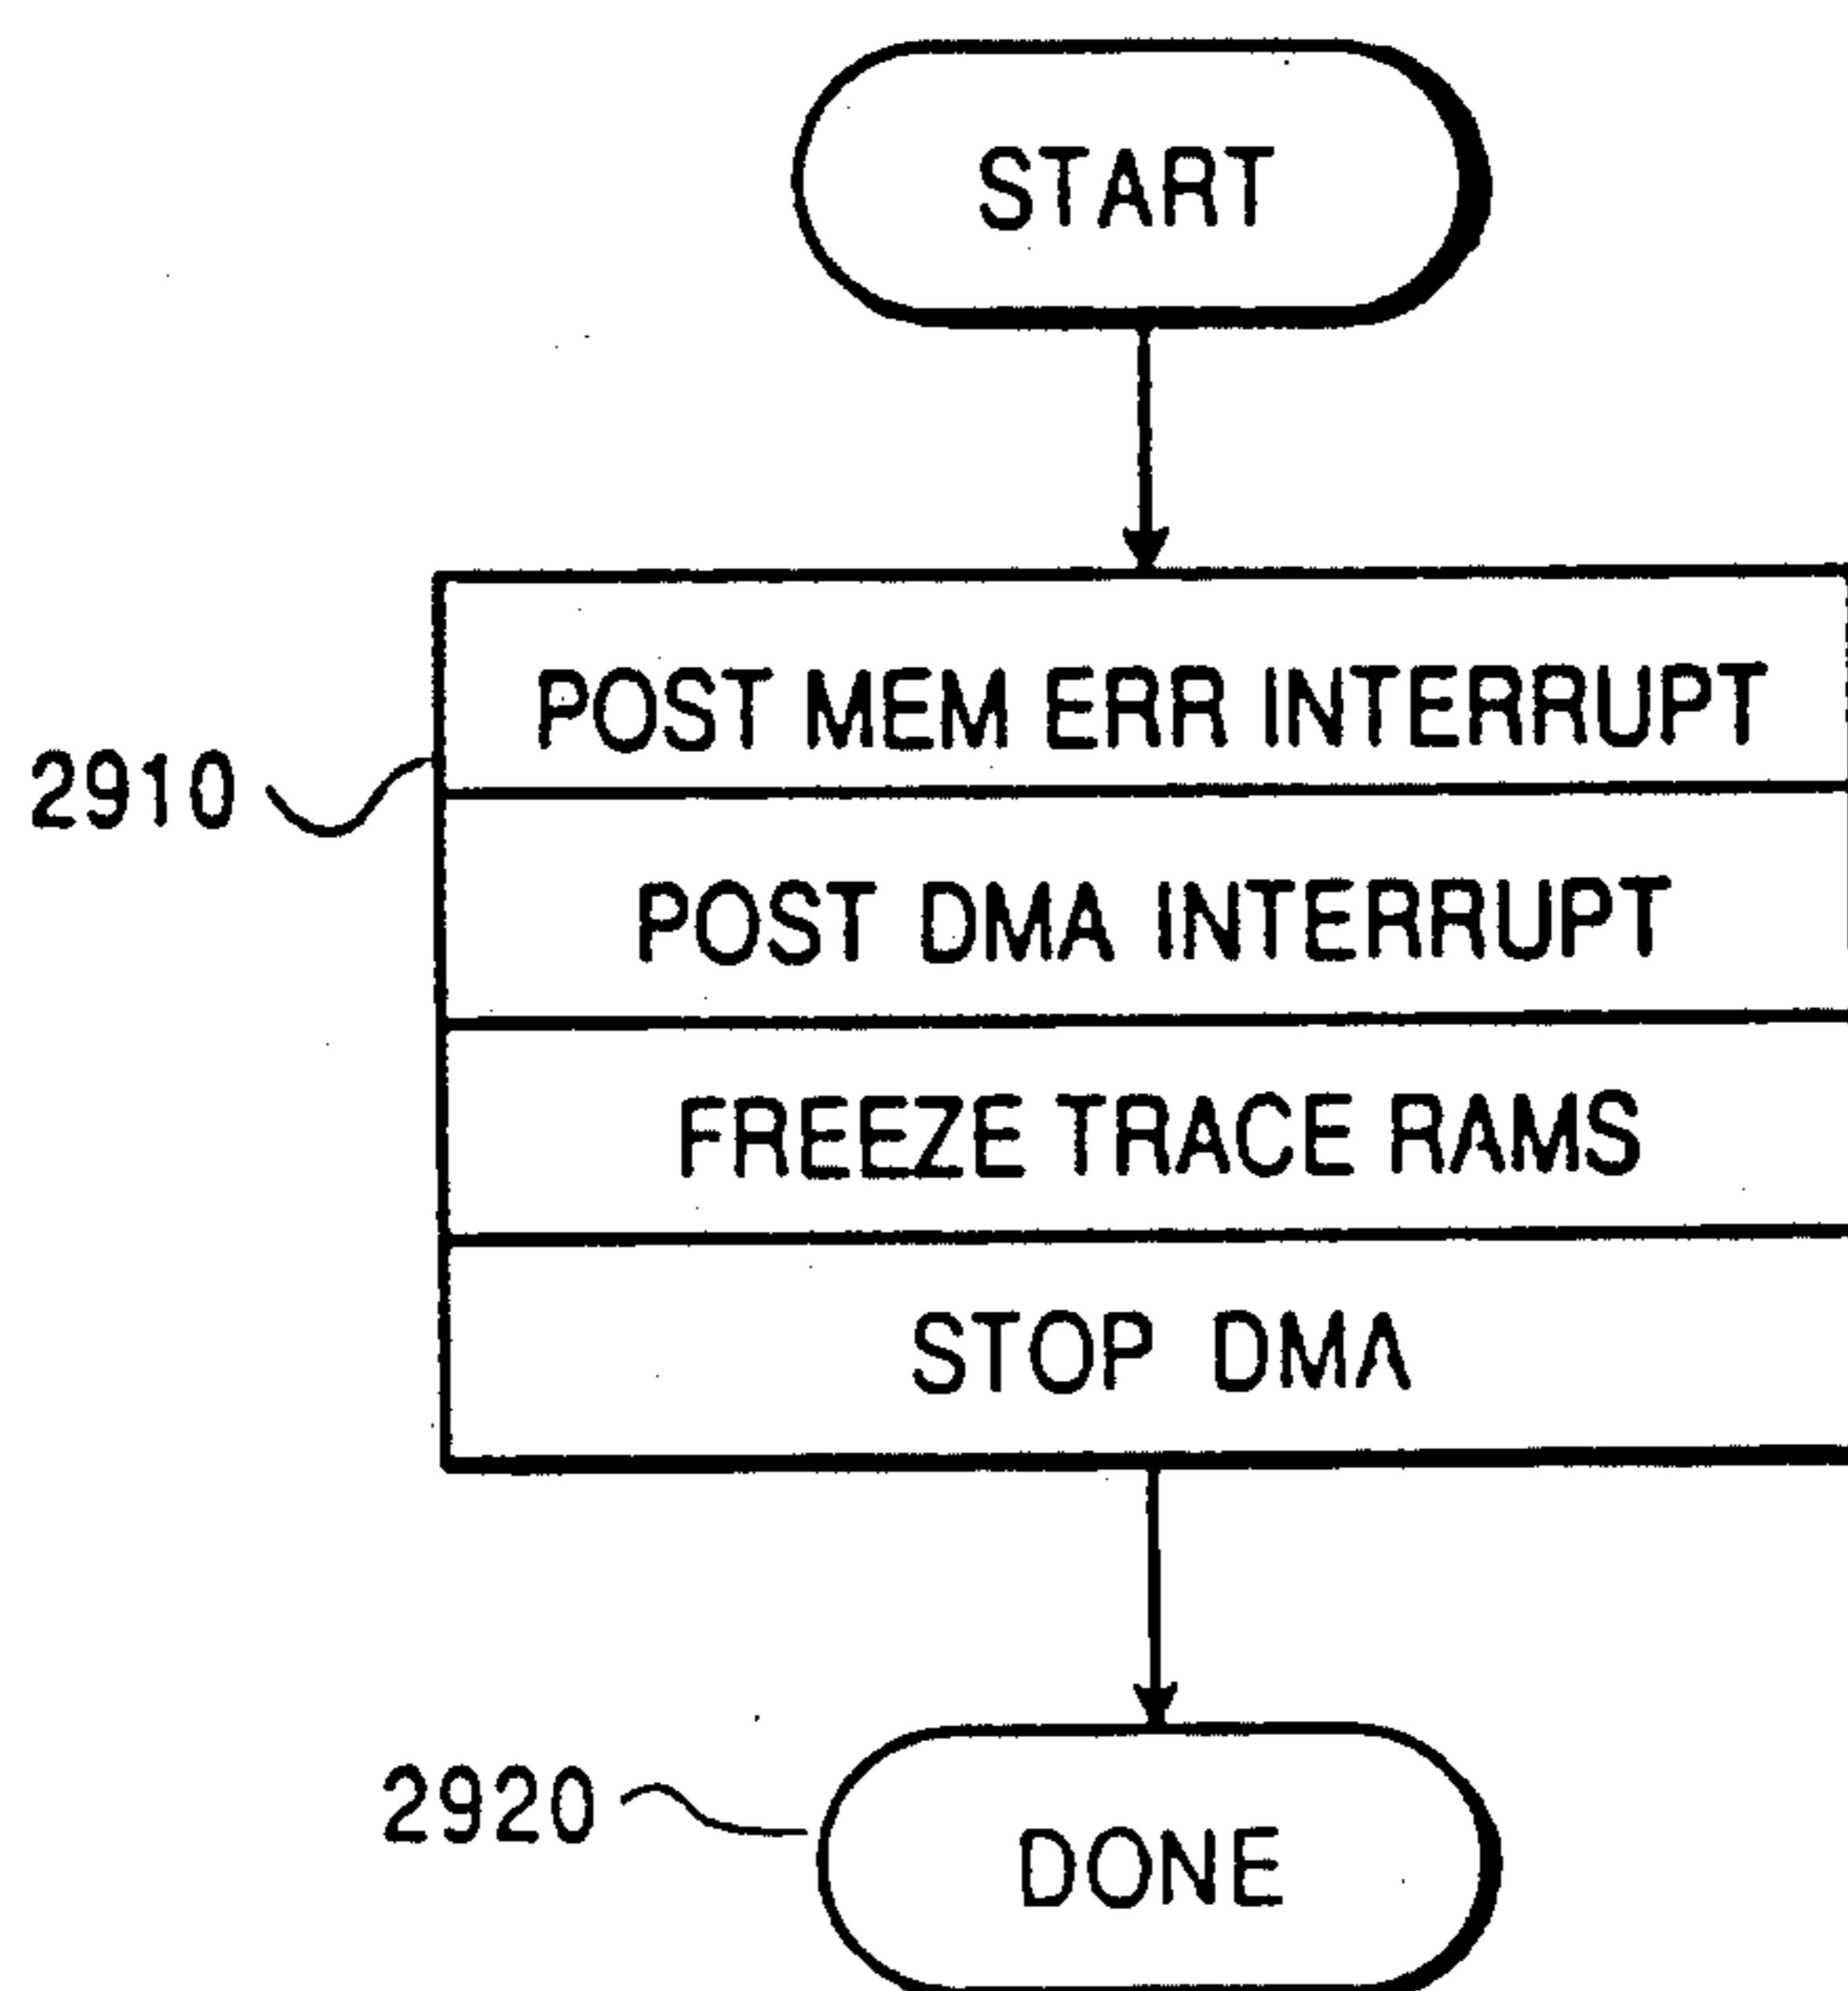 START
POST MEM ERR INTERRUPT
2910
POST DMA INTERRUPT
FREEZE TRACE RAMS
STOP DMA
2920
DONE